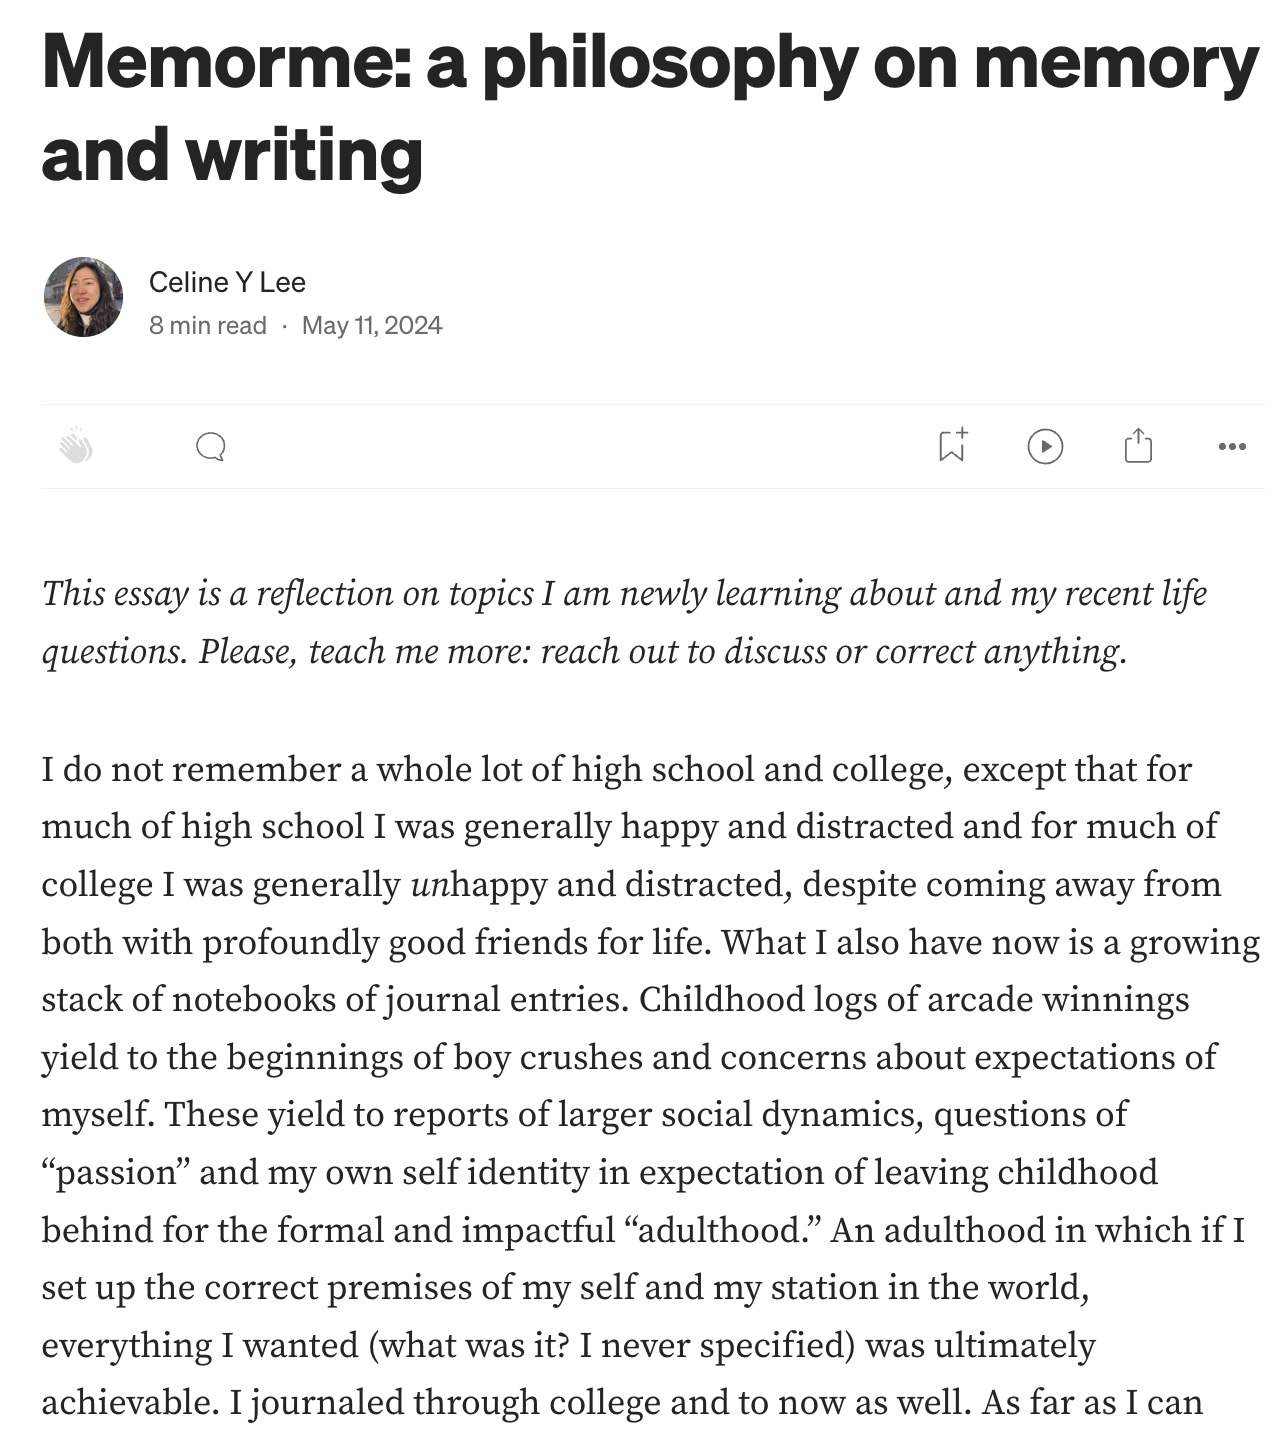 Memorme: a philosophy on memory
and writing
Celine Y Lee
8 min read · May 11, 2024
This essay is a reflection on topics I am newly learning about and my recent life
questions. Please, teach me more: reach out to discuss or correct anything.
I do not remember a whole lot of high school and college, except that for
much of high school I was generally happy and distracted and for much of
college I was generally unhappy and distracted, despite coming away from
both with profoundly good friends for life. What I also have now is a growing
stack of notebooks of journal entries. Childhood logs of arcade winnings
yield to the beginnings of boy crushes and concerns about expectations of
myself. These yield to reports of larger social dynamics, questions of
“passion” and my own self identity in expectation of leaving childhood
behind for the formal and impactful “adulthood.” An adulthood in which if I
set up the correct premises of my self and my station in the world,
everything I wanted (what was it? I never specified) was ultimately
achievable. I journaled through college and to now as well. As far as I can